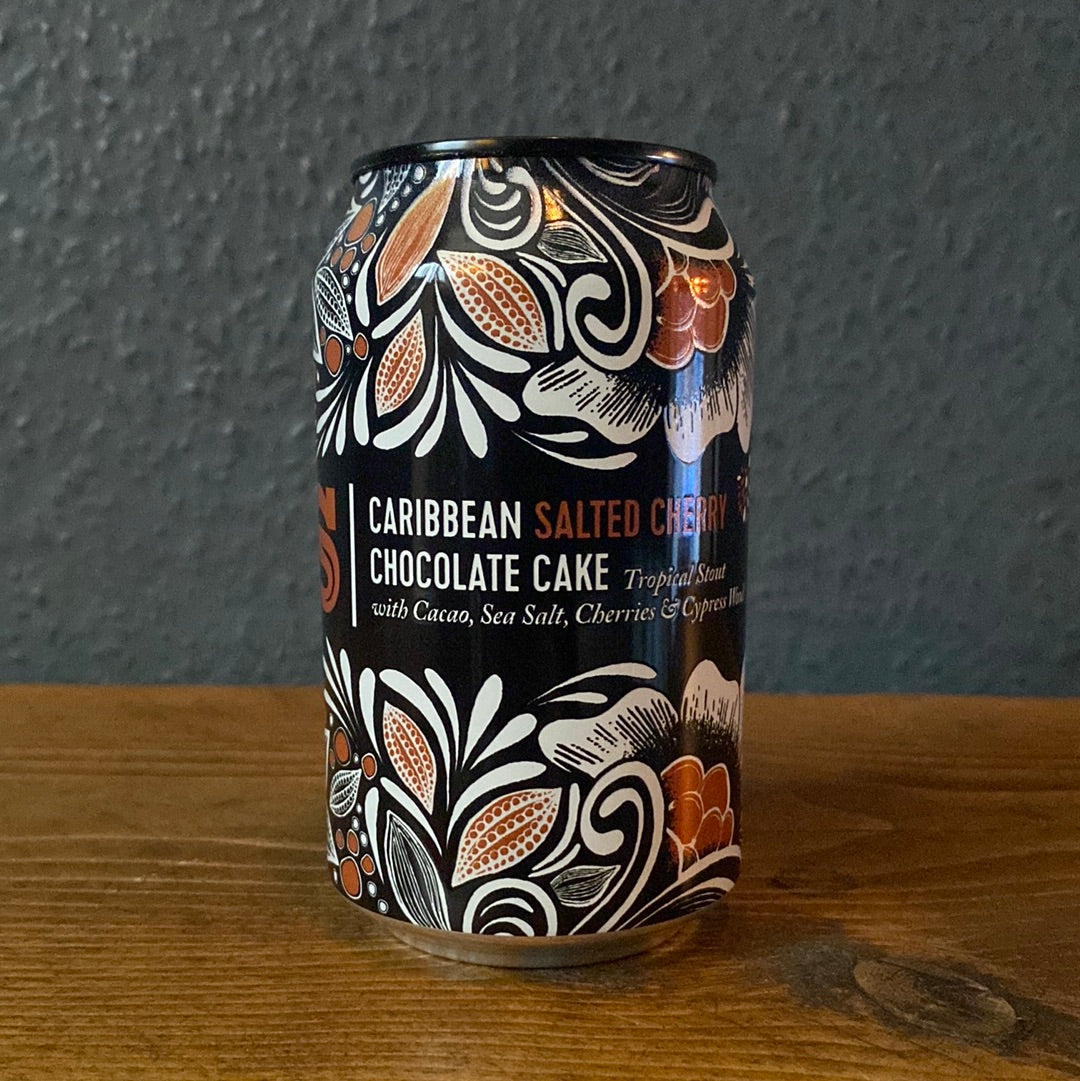 S
CARIBBEAN SALTED CHERRY
CHOCOLATE CAKE Tropical Stout
with Cacao, Sea Salt, Cherries & Cypress